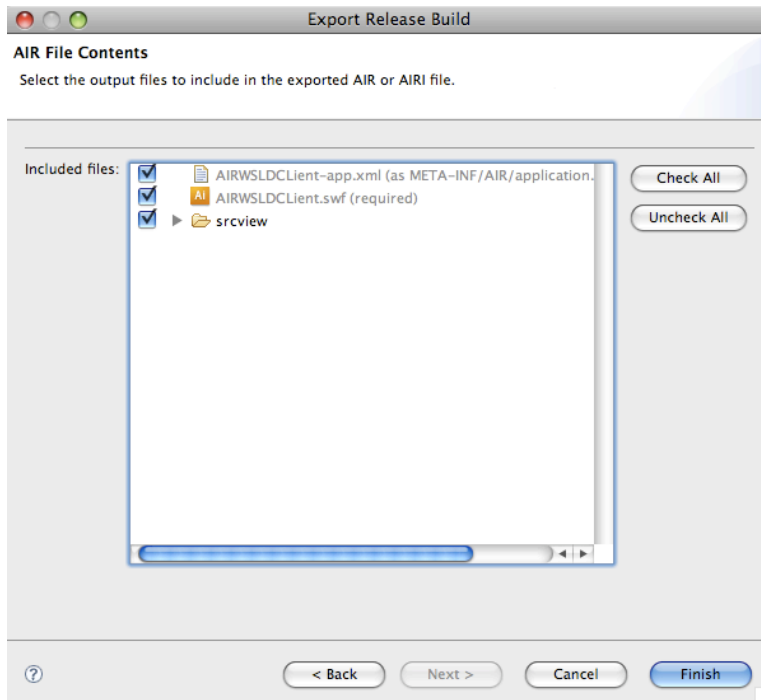 Export Release Build
AIR File Contents
Select the output files to include in the exported AIR or AIRI file.
Included files:
AIRWSLDCLient-app.xml (as META-INF/AIR/application.
Ai AIRWSLDCLient.swf (required)
srcview
Check All
Uncheck All
?
< Back
Next >
Cancel
Finish